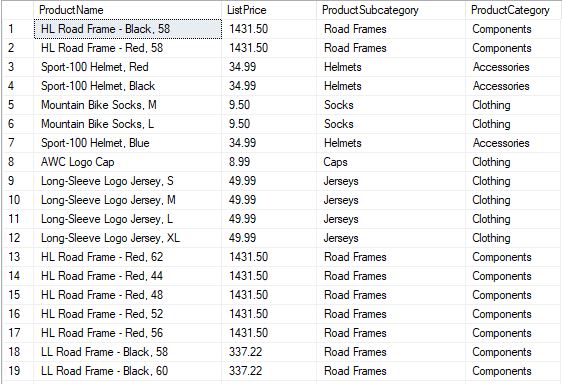 ProductName ListPrice ProductSubcategory ProductCategory
1 HL Road Frame - Black, 58 1431.50 Road Frames Components
2 HL Road Frame - Red, 58 1431.50 Road Frames Components
3 Sport-100 Helmet, Red 34.99 Helmets Accessories
4 Sport-100 Helmet, Black 34.99 Helmets Accessories
5 Mountain Bike Socks, M 9.50 Socks Clothing
6 Mountain Bike Socks, L 9.50 Socks Clothing
7 Sport-100 Helmet, Blue 34.99 Helmets Accessories
8 AWC Logo Cap 8.99 Caps Clothing
9 Long-Sleeve Logo Jersey, S 49.99 Jerseys Clothing
10 Long-Sleeve Logo Jersey, M 49.99 Jerseys Clothing
11 Long-Sleeve Logo Jersey, L 49.99 Jerseys Clothing
12 Long-Sleeve Logo Jersey, XL 49.99 Jerseys Clothing
13 HL Road Frame - Red, 62 1431.50 Road Frames Components
14 HL Road Frame - Red, 44 1431.50 Road Frames Components
15 HL Road Frame - Red, 48 1431.50 Road Frames Components
16 HL Road Frame - Red, 52 1431.50 Road Frames Components
17 HL Road Frame - Red, 56 1431.50 Road Frames Components
18 LL Road Frame - Black, 58 337.22 Road Frames Components
19 LL Road Frame - Black, 60 337.22 Road Frames Components